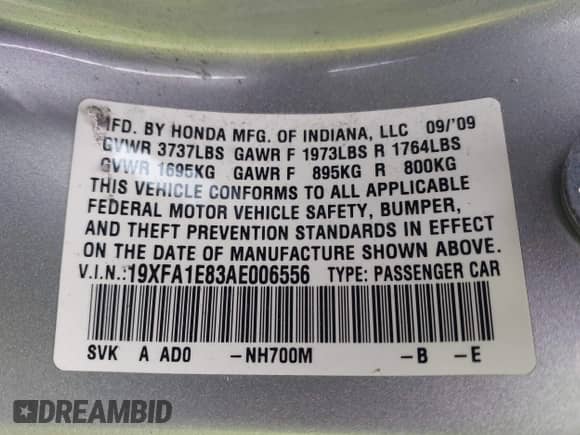 MFD. BY HONDA MFG. OF INDIANA, LLC 09/'09
GVWR 3737LBS GAWR F 1973LBS R 1764LBS
GVWR 1695KG GAWR F 895KG R 800KG
THIS VEHICLE CONFORMS TO ALL APPLICABLE
FEDERAL MOTOR VEHICLE SAFETY, BUMPER,
AND THEFT PREVENTION STANDARDS IN EFFECT
ON THE DATE OF MANUFACTURE SHOWN ABOVE.
V.I.N.:19XFA1E83AE006556 TYPE: PASSENGER CAR
SVK A AD0 -NH700M -B -E
DREAMBID